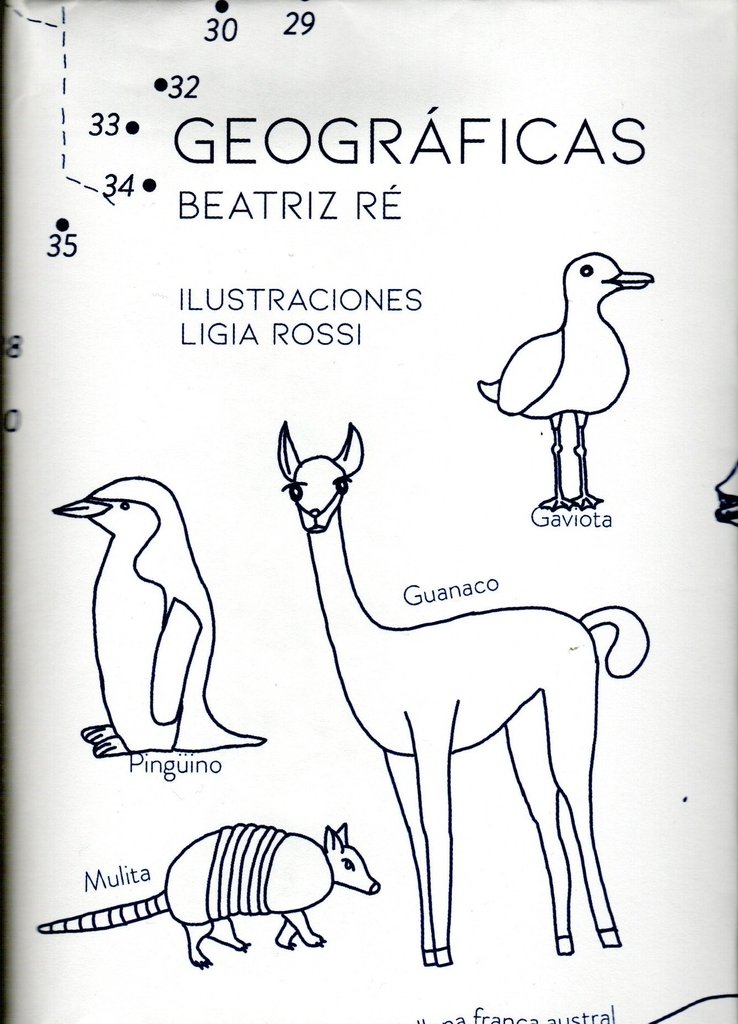 30
29
32
33
34
35
GEOGRÁFICAS
BEATRIZ RÉ
ILUSTRACIONES
LIGIA ROSSI
Gaviota
Guanaco
Pingüino
Mulita
franca austral